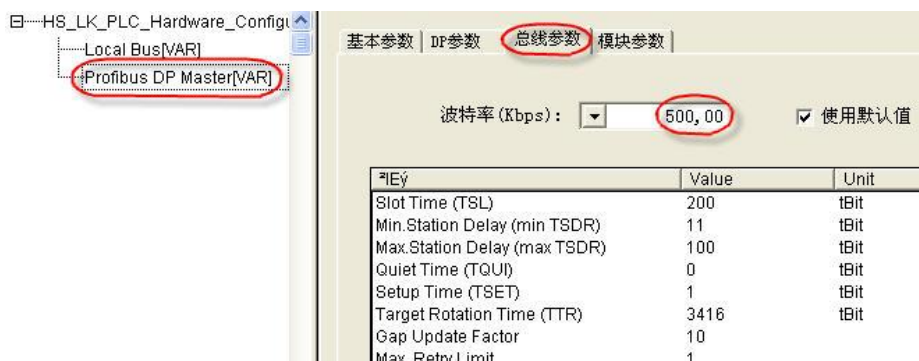 HS_LK_PLC_Hardware_Configu
Local Bus[VAR]
Profibus DP Master[VAR]
基本参数 DP参数 总线参数 模块参数
波特率(Kbps): 500,00 使用默认值
²ÎÊý Value Unit
Slot Time (TSL) 200 tBit
Min.Station Delay (min TSDR) 11 tBit
Max.Station Delay (max TSDR) 100 tBit
Quiet Time (TQUI) 0 tBit
Setup Time (TSET) 1 tBit
Target Rotation Time (TTR) 3416 tBit
Gap Update Factor 10
Max. Retry Limit 1